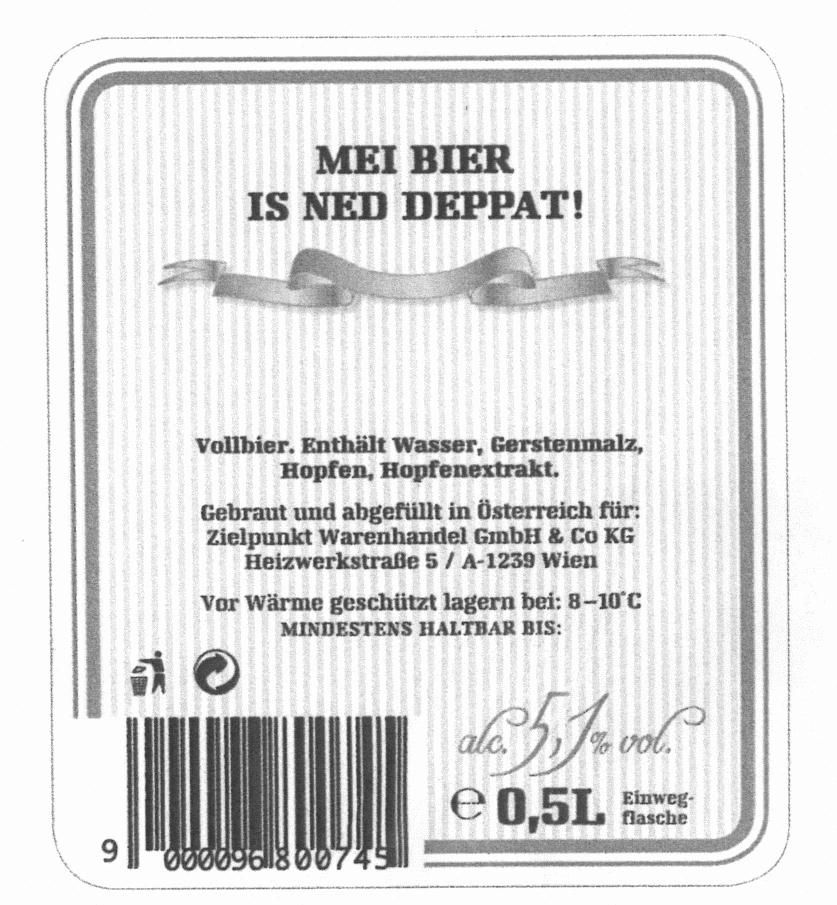 MEI BIER
IS NED DEPPAT!
Vollbier. Enthält Wasser, Gerstenmalz,
Hopfen, Hopfenextrakt.
Gebraut und abgefüllt in Österreich für:
Zielpunkt Warenhandel GmbH & Co KG
Heizwerkstraße 5 / A-1239 Wien
Vor Wärme geschützt lagern bei: 8–10°C
MINDESTENS HALTBAR BIS:
alc. 5,1% vol.
e 0,5L Einweg-
flasche
9 000096 800745